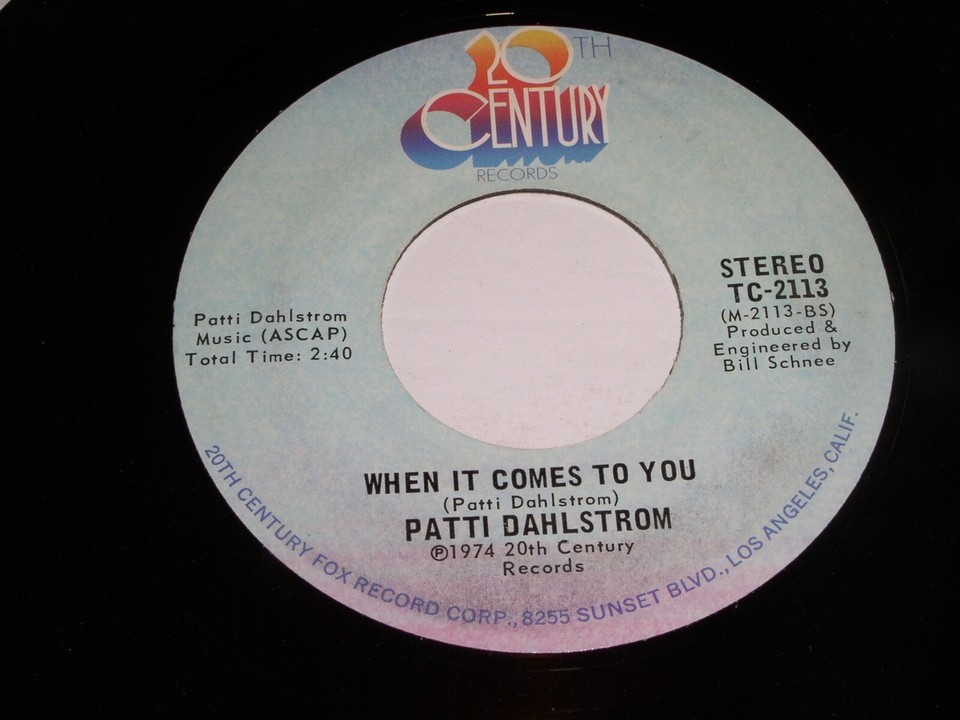 20TH
CENTURY
RECORDS
STEREO
TC-2113
(M-2113-BS)
Produced &
Engineered by
Bill Schnee
Patti Dahlstrom
Music (ASCAP)
Total Time: 2:40
WHEN IT COMES TO YOU
(Patti Dahlstrom)
PATTI DAHLSTROM
℗1974 20th Century
Records
20TH CENTURY FOX RECORD CORP., 8255 SUNSET BLVD., LOS ANGELES, CALIF.